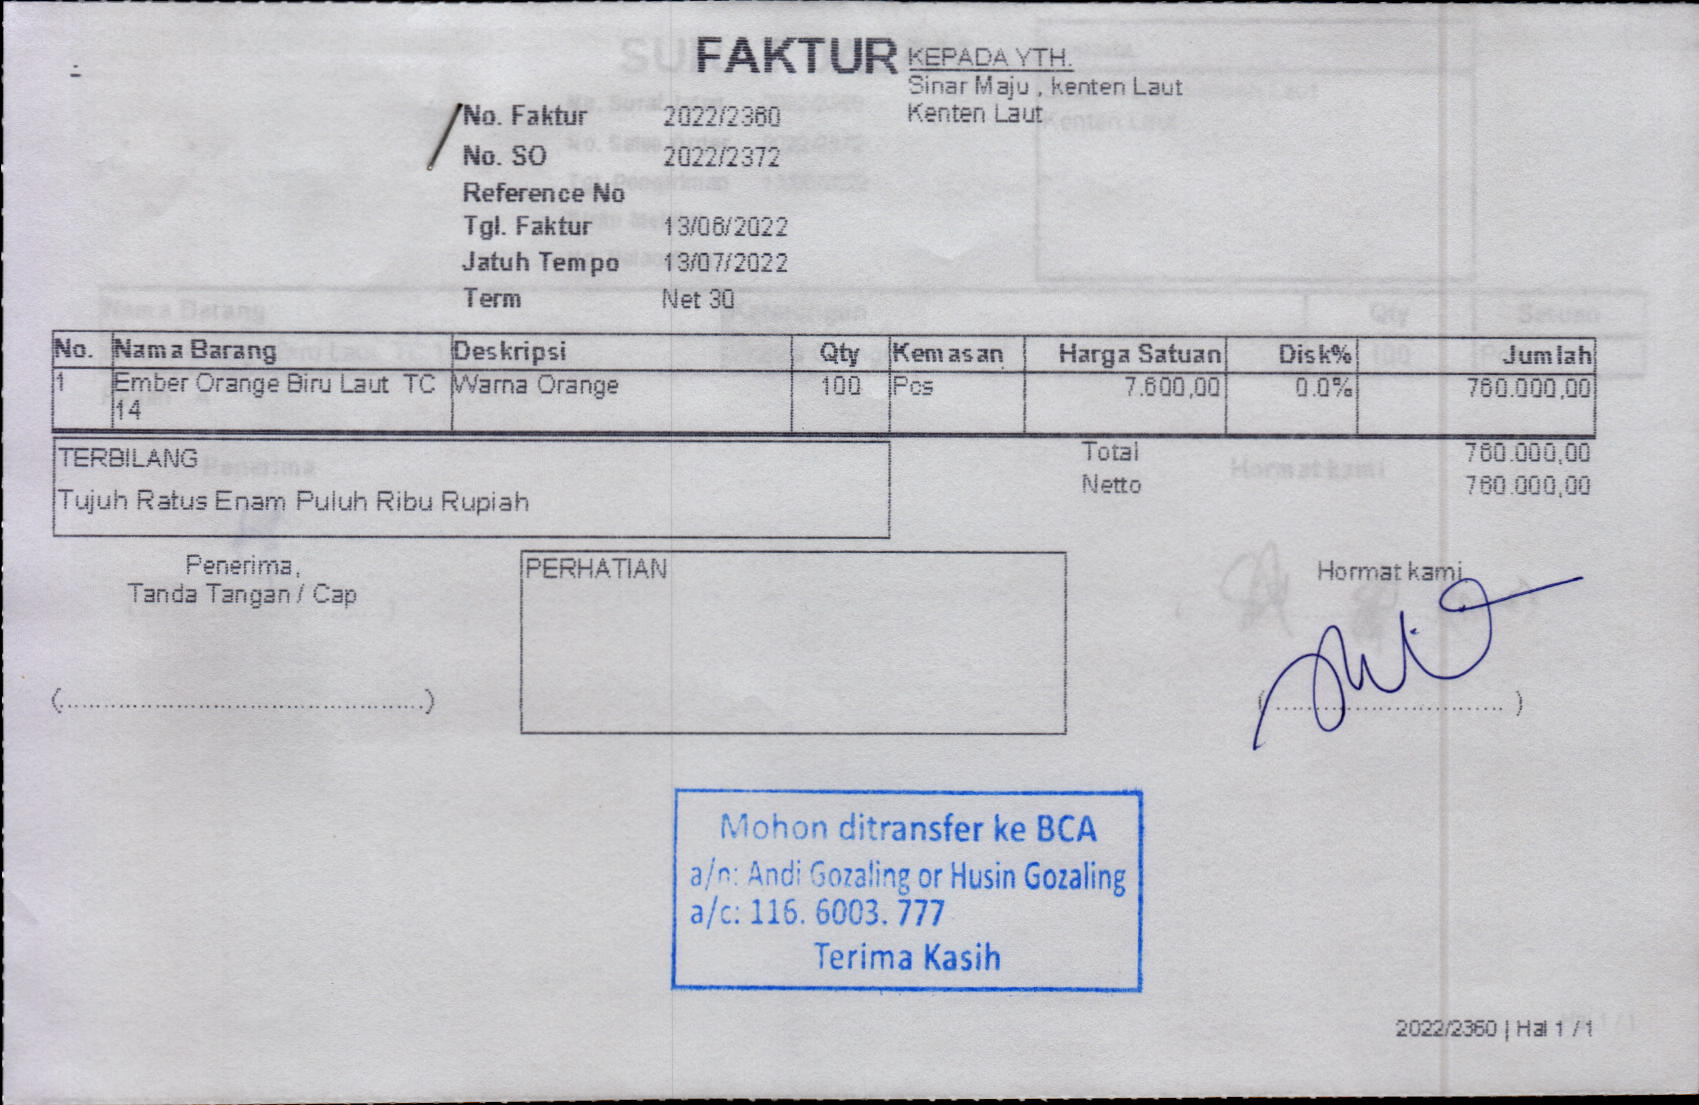 FAKTUR
KEPADA YTH.
Sinar Maju , kenten Laut
Kenten Laut
No. Faktur 2022/2360
No. SO 2022/2372
Reference No
Tgl. Faktur 13/06/2022
Jatuh Tempo 13/07/2022
Term Net 30
No. Nama Barang Deskripsi Qty Kemasan Harga Satuan Disk% Jumlah
1 Ember Orange Biru Laut TC Warna Orange 100 Pcs 7.600,00 0.0% 760.000,00
14
TERBILANG
Tujuh Ratus Enam Puluh Ribu Rupiah
Total 760.000,00
Netto 760.000,00
Penerima,
Tanda Tangan / Cap
(................................................)
PERHATIAN
Hormat kami
(................................)
Mohon ditransfer ke BCA
a/n: Andi Gozaling or Husin Gozaling
a/c: 116. 6003. 777
Terima Kasih
2022/2360 | Hal 1 / 1